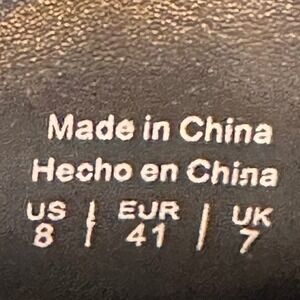 Made in China
Hecho en China
US | EUR | UK
8 | 41 | 7